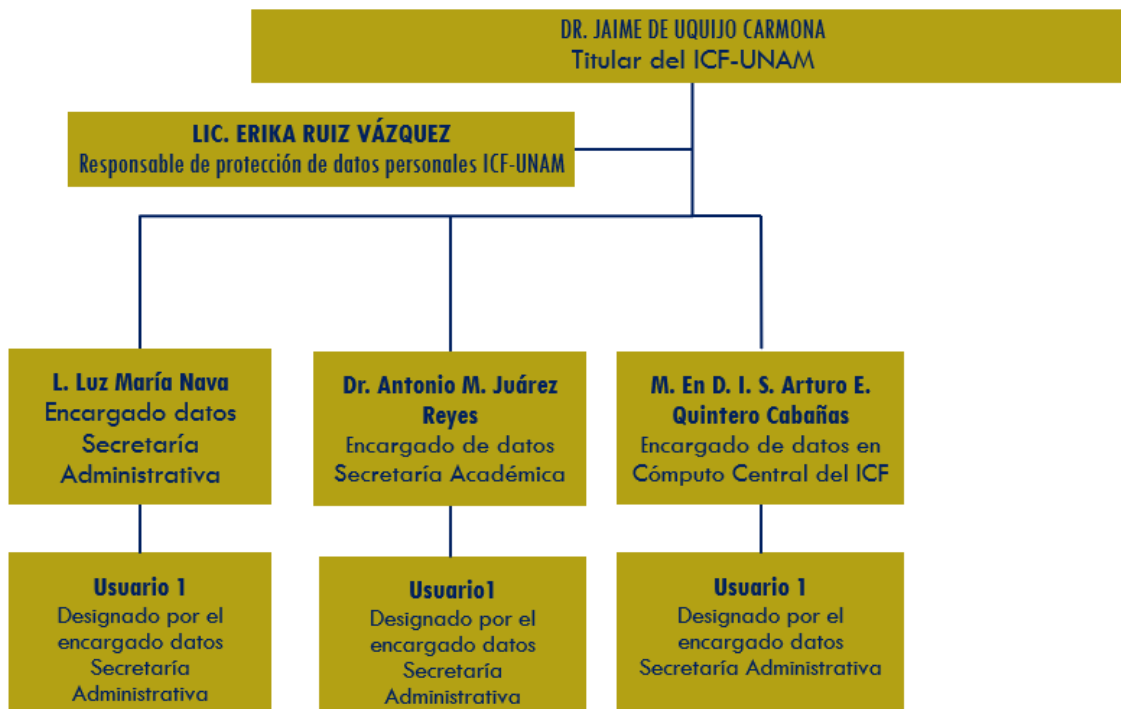 DR. JAIME DE UQUIJO CARMONA
Titular del ICF-UNAM
LIC. ERIKA RUIZ VÁZQUEZ
Responsable de protección de datos personales ICF-UNAM
L. Luz María Nava
Encargado datos
Secretaría
Administrativa
Dr. Antonio M. Juárez
Reyes
Encargado de datos
Secretaría Académica
M. En D. I. S. Arturo E.
Quintero Cabañas
Encargado de datos en
Cómputo Central del ICF
Usuario 1
Designado por el
encargado datos
Secretaría
Administrativa
Usuario1
Designado por el
encargado datos
Secretaría
Administrativa
Usuario 1
Designado por el
encargado datos
Secretaría Administrativa